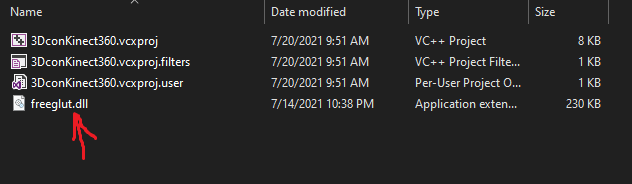 Name Date modified Type Size
3DconKinect360.vcxproj 7/20/2021 9:51 AM VC++ Project 8 KB
3DconKinect360.vcxproj.filters 7/20/2021 9:51 AM VC++ Project Filte... 1 KB
3DconKinect360.vcxproj.user 7/20/2021 9:51 AM Per-User Project O... 1 KB
freeglut.dll 7/14/2021 10:38 PM Application exten... 230 KB